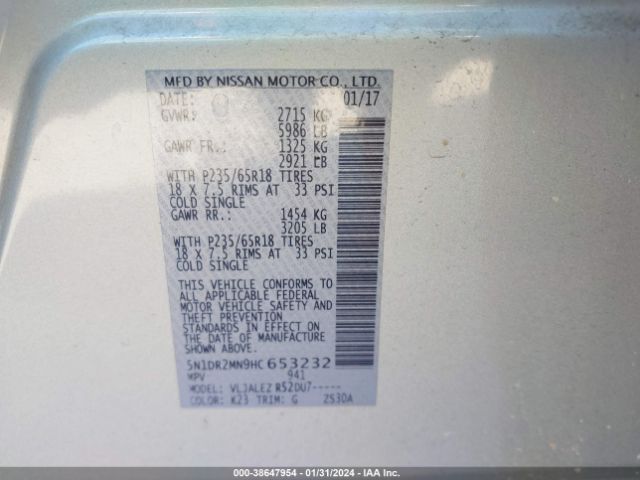 MFD BY NISSAN MOTOR CO., LTD.
DATE: 01/17
GVWR: 2715 KG
5986 LB
GAWR FR.: 1325 KG
2921 LB
WITH P235/65R18 TIRES
18 X 7.5 RIMS AT 33 PSI
COLD SINGLE
GAWR RR.: 1454 KG
3205 LB
WITH P235/65R18 TIRES
18 X 7.5 RIMS AT 33 PSI
COLD SINGLE
THIS VEHICLE CONFORMS TO
ALL APPLICABLE FEDERAL
MOTOR VEHICLE SAFETY AND
THEFT PREVENTION
STANDARDS IN EFFECT ON
THE DATE OF MANUFACTURE
SHOWN ABOVE.
5N1DR2MN9HC653232
MPV 941
MODEL: VLJALEZ R52DU7-----
COLOR: K23 TRIM: G 2S30A
000-38647954 - 01/31/2024 - IAA Inc.